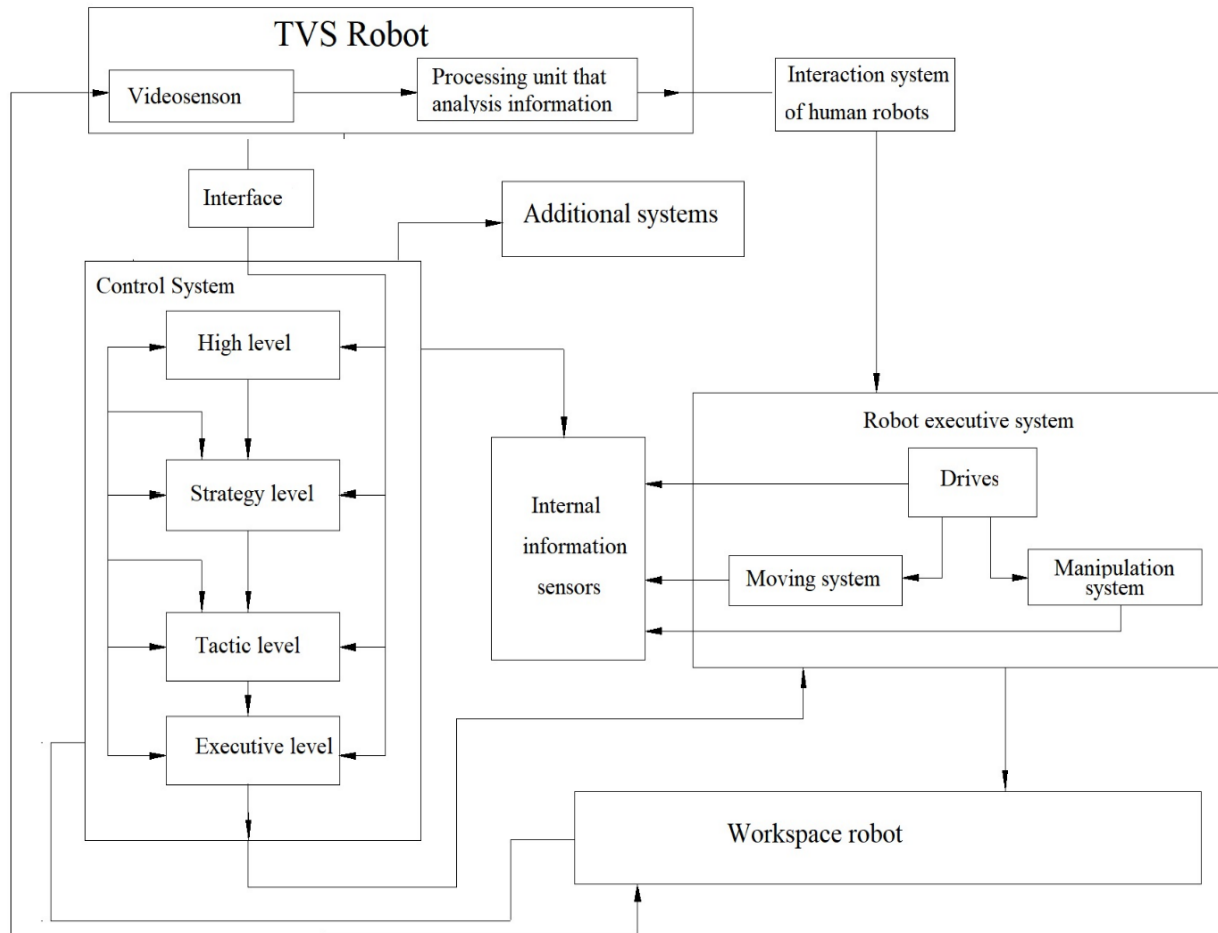 TVS Robot
Videosenson
Processing unit that
analysis information
Interaction system
of human robots
Interface
Additional systems
Control System
High level
Strategy level
Tactic level
Executive level
Internal
information
sensors
Robot executive system
Drives
Moving system
Manipulation
system
Workspace robot